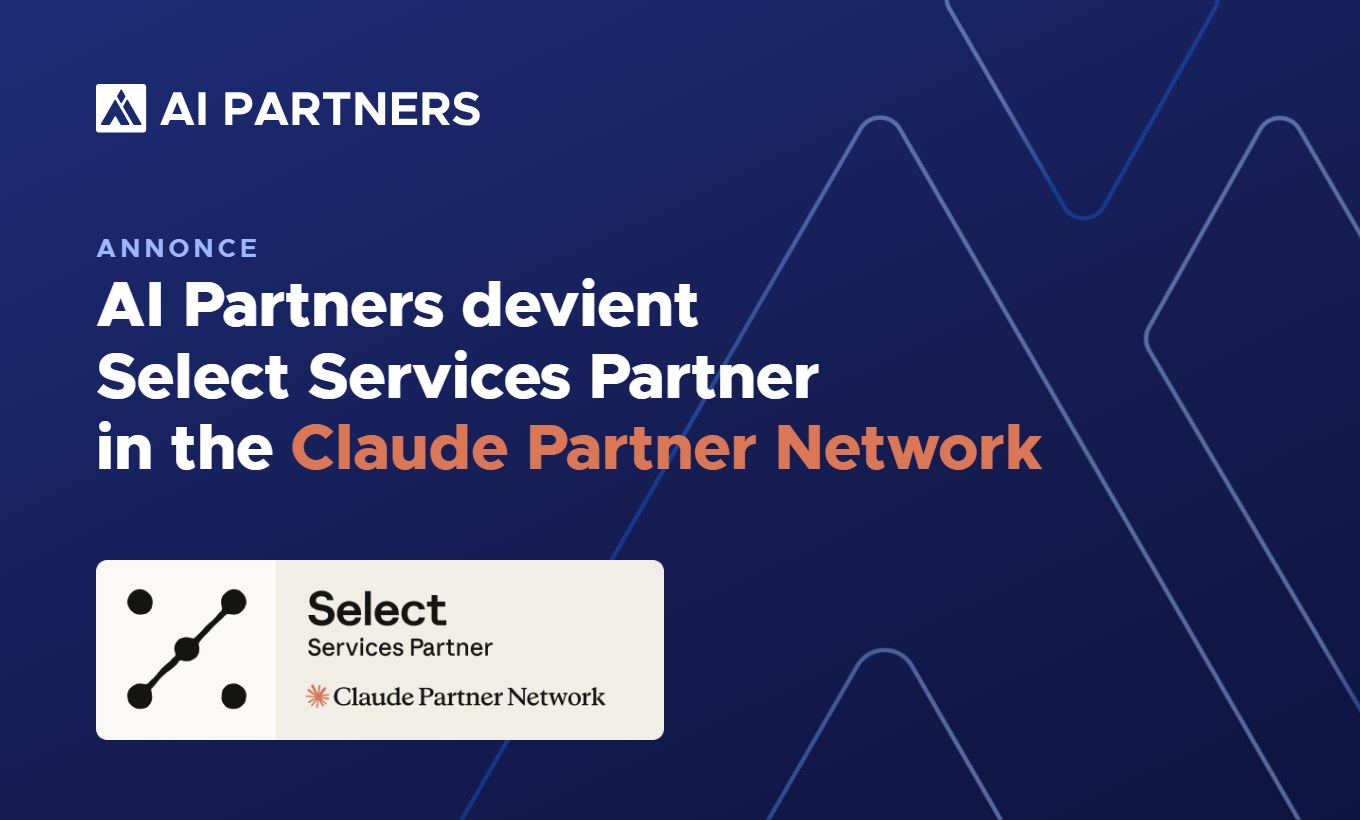 AI PARTNERS
ANNONCE
AI Partners devient
Select Services Partner
in the Claude Partner Network
Select
Services Partner
Claude Partner Network